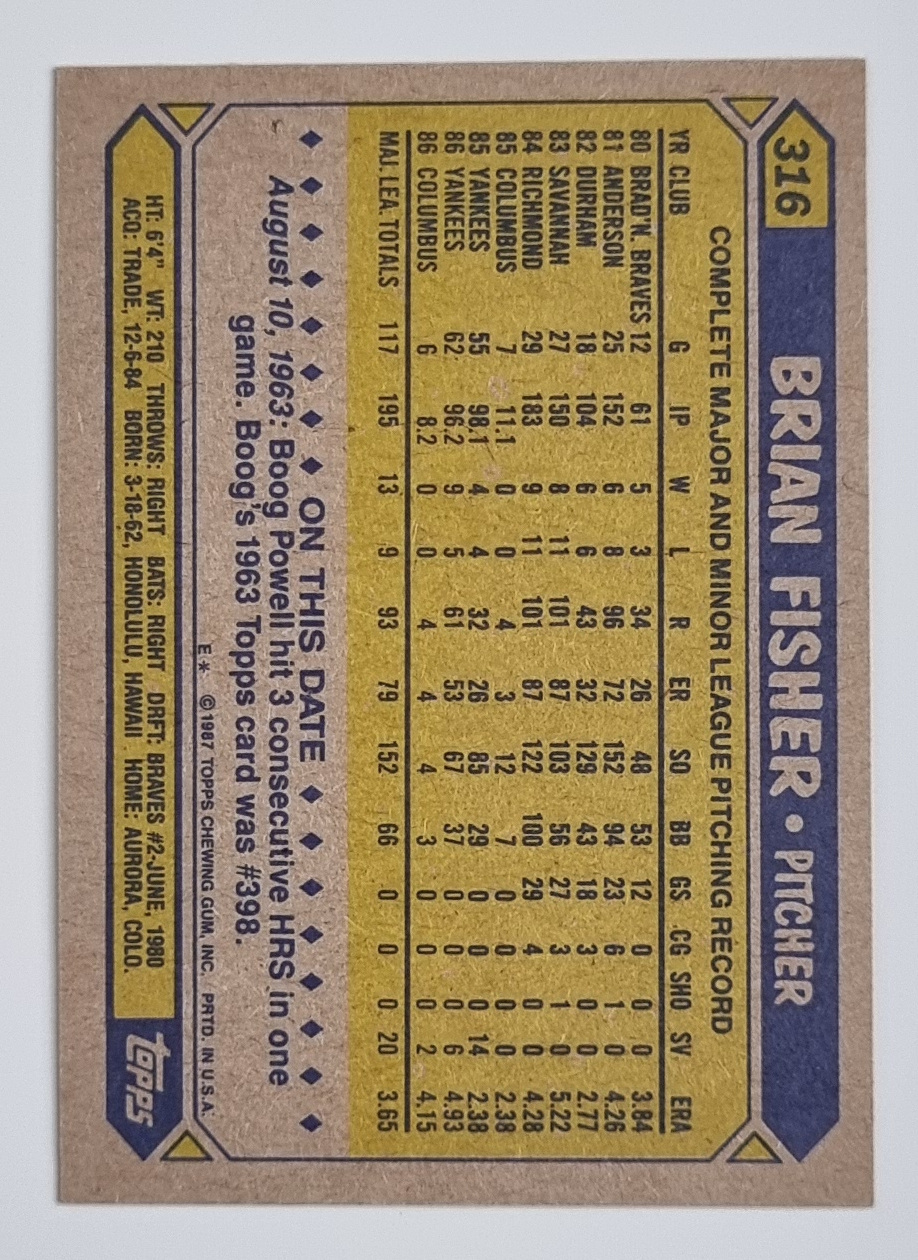 316 BRIAN FISHER • PITCHER
COMPLETE MAJOR AND MINOR LEAGUE PITCHING RECORD
YR CLUB G IP W L R ER SO BB GS CG SHO SV ERA
80 BRAD'N. BRAVES 12 61 5 3 34 26 48 53 12 0 0 0 3.84
81 ANDERSON 25 152 6 8 96 72 152 94 23 6 1 0 4.26
82 DURHAM 18 104 6 6 43 32 129 43 18 3 0 0 2.77
83 SAVANNAH 27 150 8 11 101 87 103 56 27 3 1 0 5.22
84 RICHMOND 29 183 9 11 101 87 122 100 29 4 0 0 4.28
85 COLUMBUS 7 11.1 0 0 4 3 12 7 0 0 0 0 2.38
85 YANKEES 55 98.1 4 4 32 26 85 29 0 0 0 14 2.38
86 YANKEES 62 96.2 9 5 61 53 67 37 0 0 0 6 4.93
86 COLUMBUS 6 8.2 0 0 4 4 4 3 0 0 0 2 4.15
MAJ. LEA. TOTALS 117 195 13 9 93 79 152 66 0 0 0 20 3.65
ON THIS DATE
August 10, 1963: Boog Powell hit 3 consecutive HRS in one
game. Boog's 1963 Topps card was #398.
E* ©1987 TOPPS CHEWING GUM, INC. PRTD. IN U.S.A.
HT: 6'4" WT: 210 THROWS: RIGHT BATS: RIGHT DRFT: BRAVES #2-JUNE, 1980
ACQ: TRADE, 12-6-84 BORN: 3-18-62, HONOLULU, HAWAII HOME: AURORA, COLO.
topps